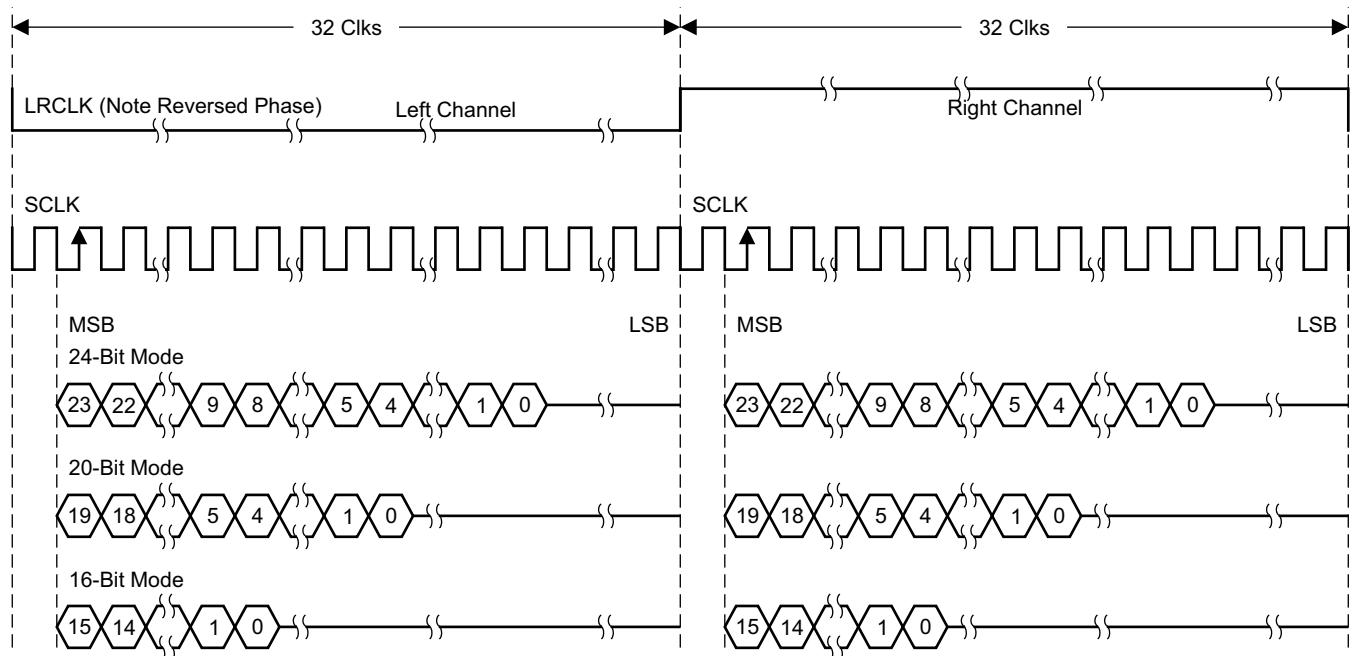 32 Clks 32 Clks
LRCLK (Note Reversed Phase) Left Channel Right Channel
SCLK SCLK
MSB LSB MSB LSB
24-Bit Mode
23 22 9 8 5 4 1 0 23 22 9 8 5 4 1 0
20-Bit Mode
19 18 5 4 1 0 19 18 5 4 1 0
16-Bit Mode
15 14 1 0 15 14 1 0